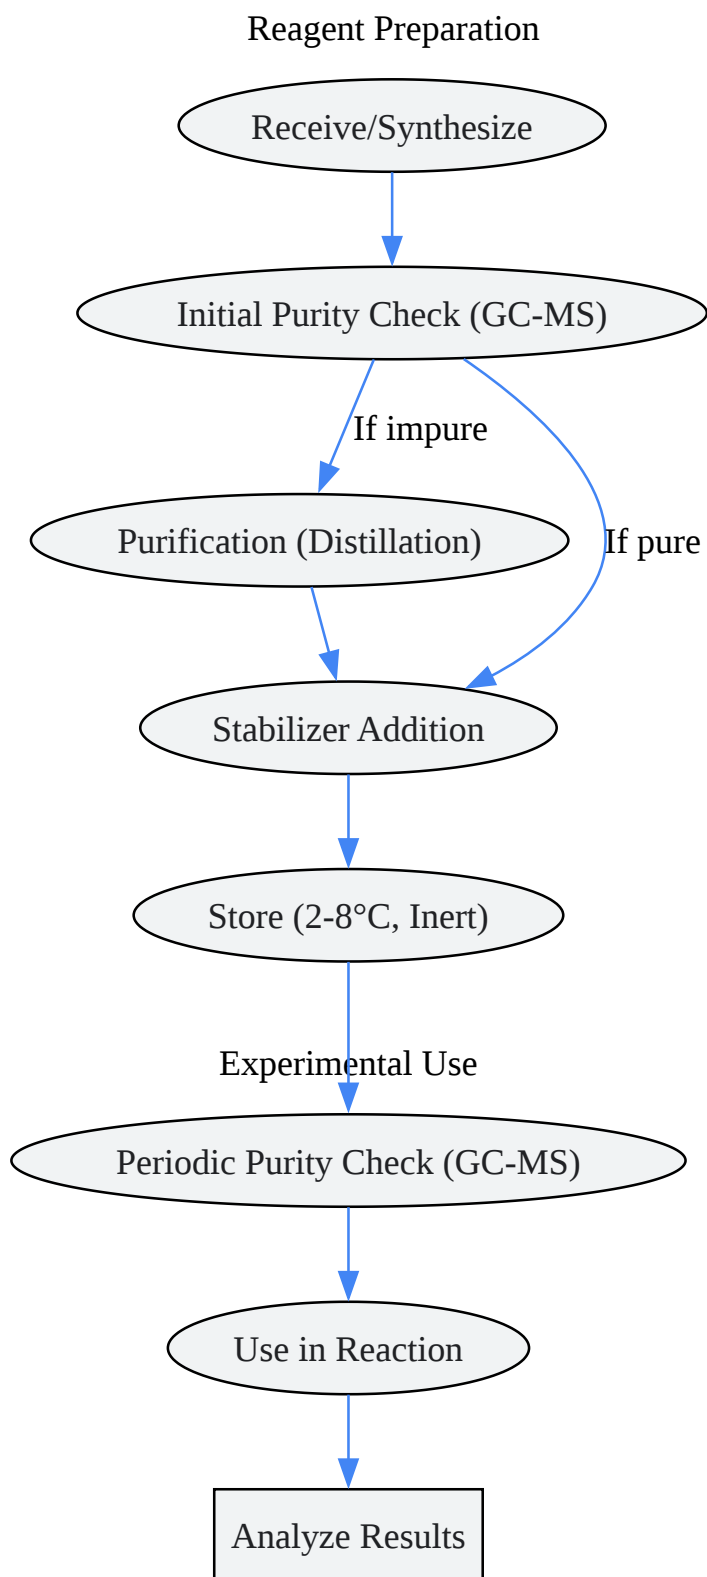 Reagent Preparation
Receive/Synthesize
Initial Purity Check (GC-MS)
If impure
Purification (Distillation)
If pure
Stabilizer Addition
Store (2-8°C, Inert)
Experimental Use
Periodic Purity Check (GC-MS)
Use in Reaction
Analyze Results